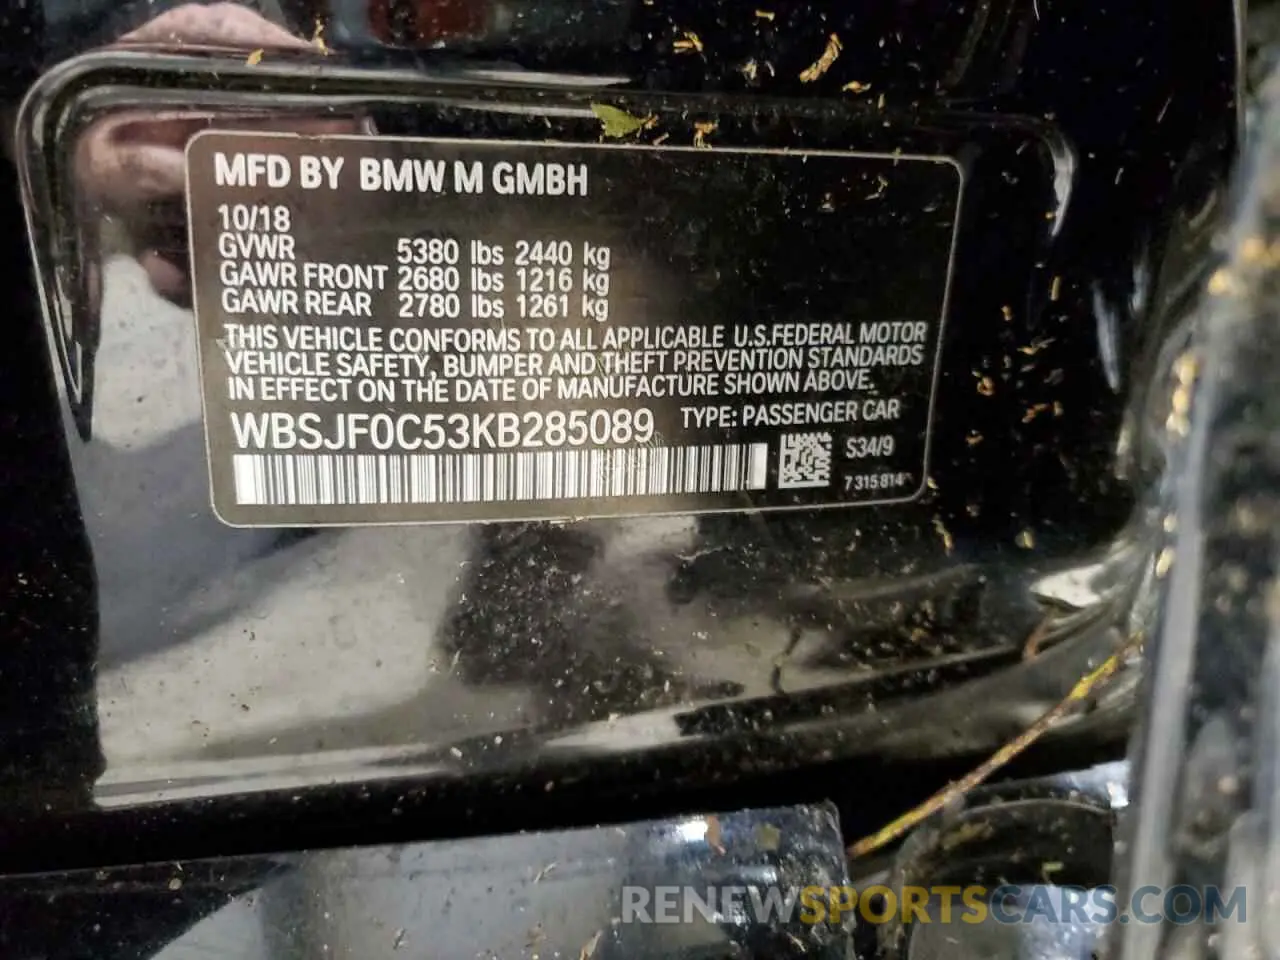 MFD BY BMW M GMBH
10/18
GVWR 5380 lbs 2440 kg
GAWR FRONT 2680 lbs 1216 kg
GAWR REAR 2780 lbs 1261 kg
THIS VEHICLE CONFORMS TO ALL APPLICABLE U.S.FEDERAL MOTOR
VEHICLE SAFETY, BUMPER AND THEFT PREVENTION STANDARDS
IN EFFECT ON THE DATE OF MANUFACTURE SHOWN ABOVE.
WBSJF0C53KB285089 TYPE: PASSENGER CAR
S34/9
7 315 814
RENEWSPORTSCARS.COM